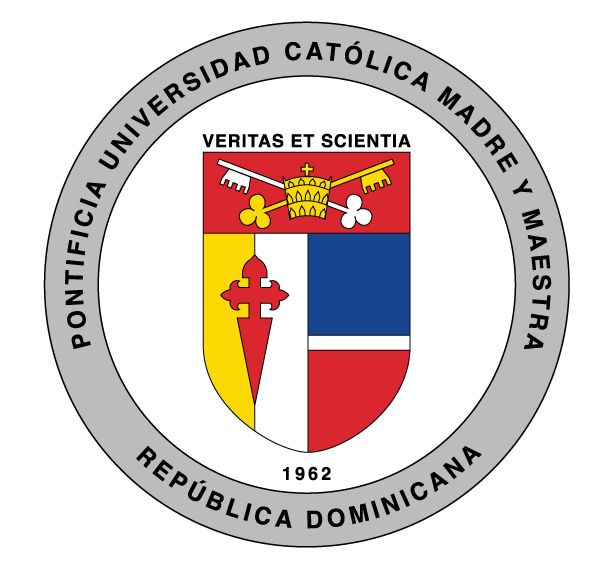 PONTIFICIA UNIVERSIDAD CATÓLICA MADRE Y MAESTRA
VERITAS ET SCIENTIA
1962
REPÚBLICA DOMINICANA